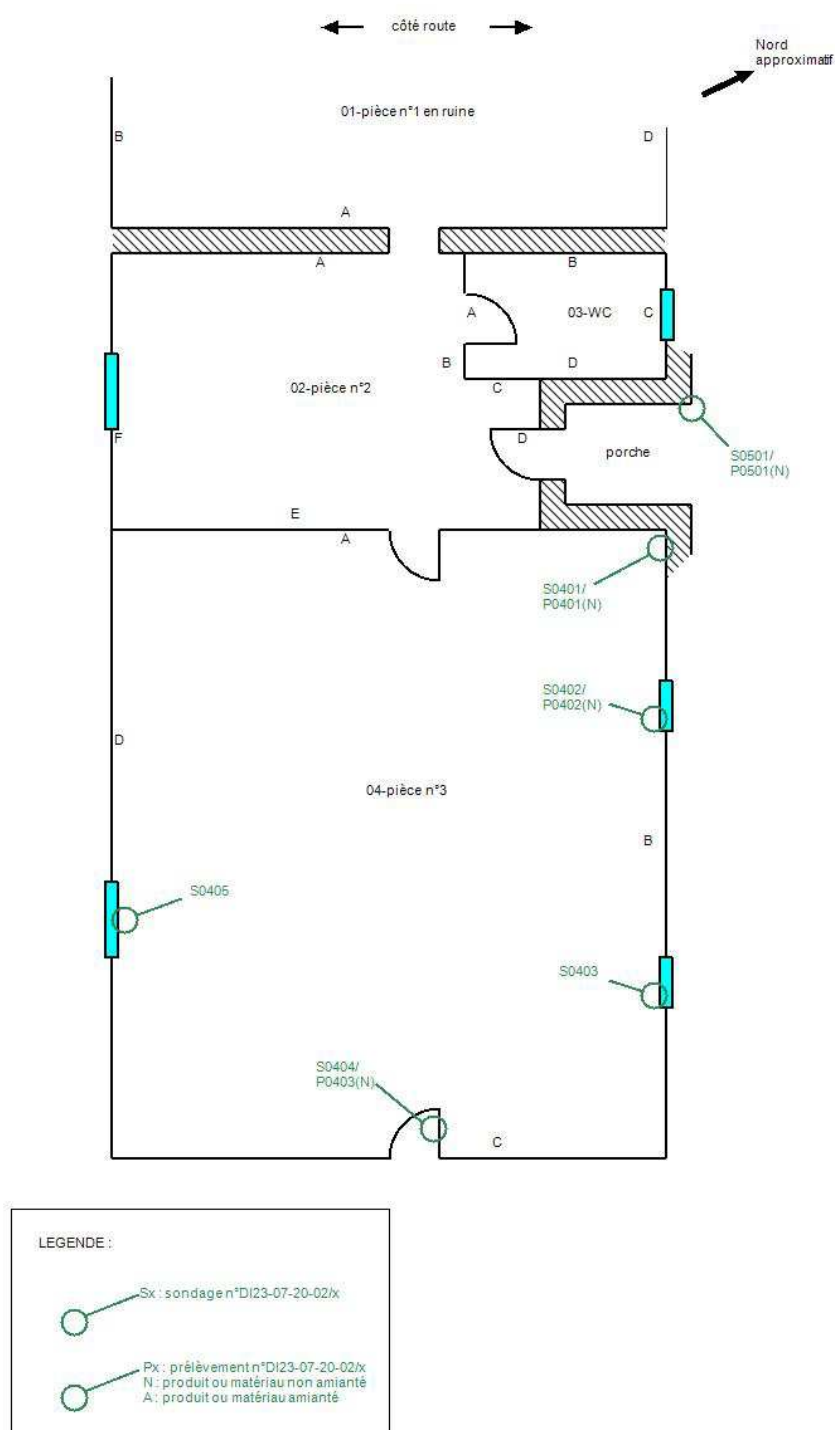 côté route
Nord
approximatif
01-pièce n°1 en ruine
B
D
A
A
B
A
03-WC
C
B
D
02-pièce n°2
C
F
D
porche
S0501/
P0501(N)
E
A
S0401/
P0401(N)
S0402/
P0402(N)
D
04-pièce n°3
B
S0405
S0403
S0404/
P0403(N)
C
LEGENDE :
Sx : sondage n°DI23-07-20-02/x
Px : prélèvement n°DI23-07-20-02/x
N : produit ou matériau non amianté
A : produit ou matériau amianté